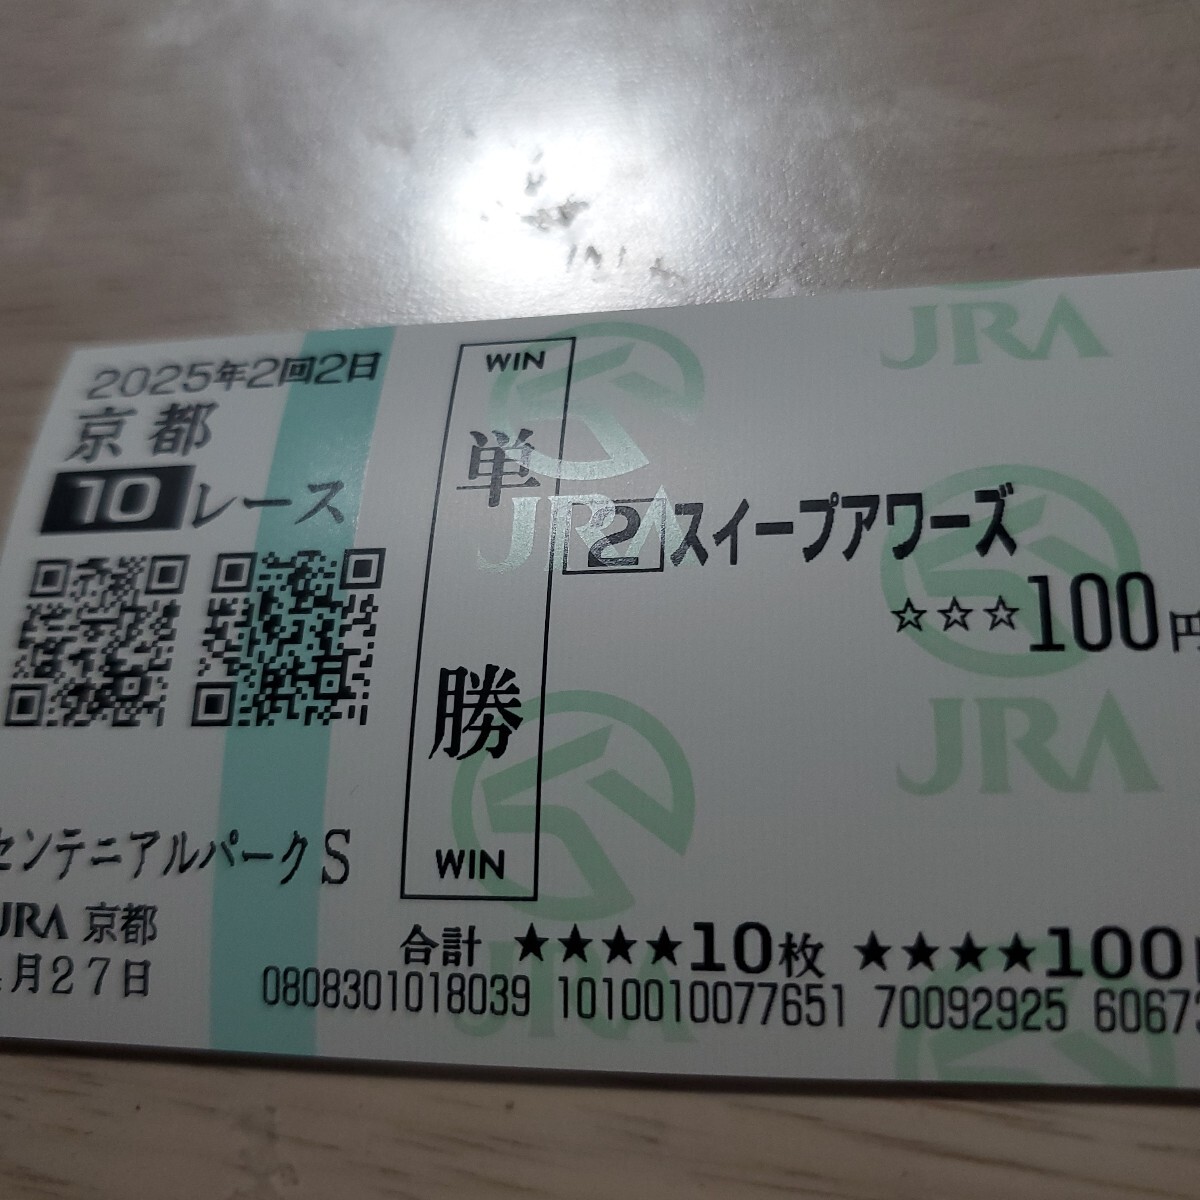 2025年2回2日
京都
10レース
センテニアルパークS
JRA 京都
月27日
WIN
単勝
WIN
2 スイープアワーズ
☆☆☆100円
合計 ★★★★10枚 ★★★★100
0808301018039 1010010077651 70092925 6067
JRA
JRA
JRA
JRA